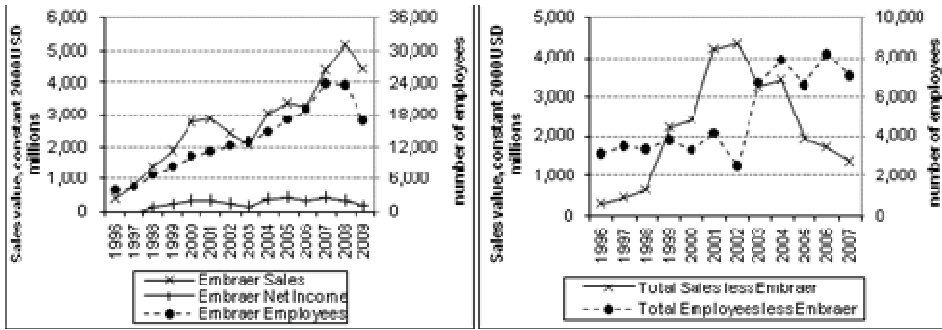 Sales value, constant 2000 USD
millions
6,000
5,000
4,000
3,000
2,000
1,000
0
36,000
30,000
24,000
18,000
12,000
6,000
0
number of employees
1996 1997 1998 1999 2000 2001 2002 2003 2004 2005 2006 2007 2008 2009
Embraer Sales
Embraer Net Income
Embraer Employees
Sales value, constant 2000 USD
millions
5,000
4,000
3,000
2,000
1,000
0
10,000
8,000
6,000
4,000
2,000
0
number of employees
1996 1997 1998 1999 2000 2001 2002 2003 2004 2005 2006 2007
Total Sales less Embraer
Total Employees less Embraer